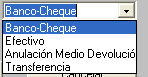 Banco-Cheque
Banco-Cheque
Efectivo
Anulación Medio Devolució
Transferencia